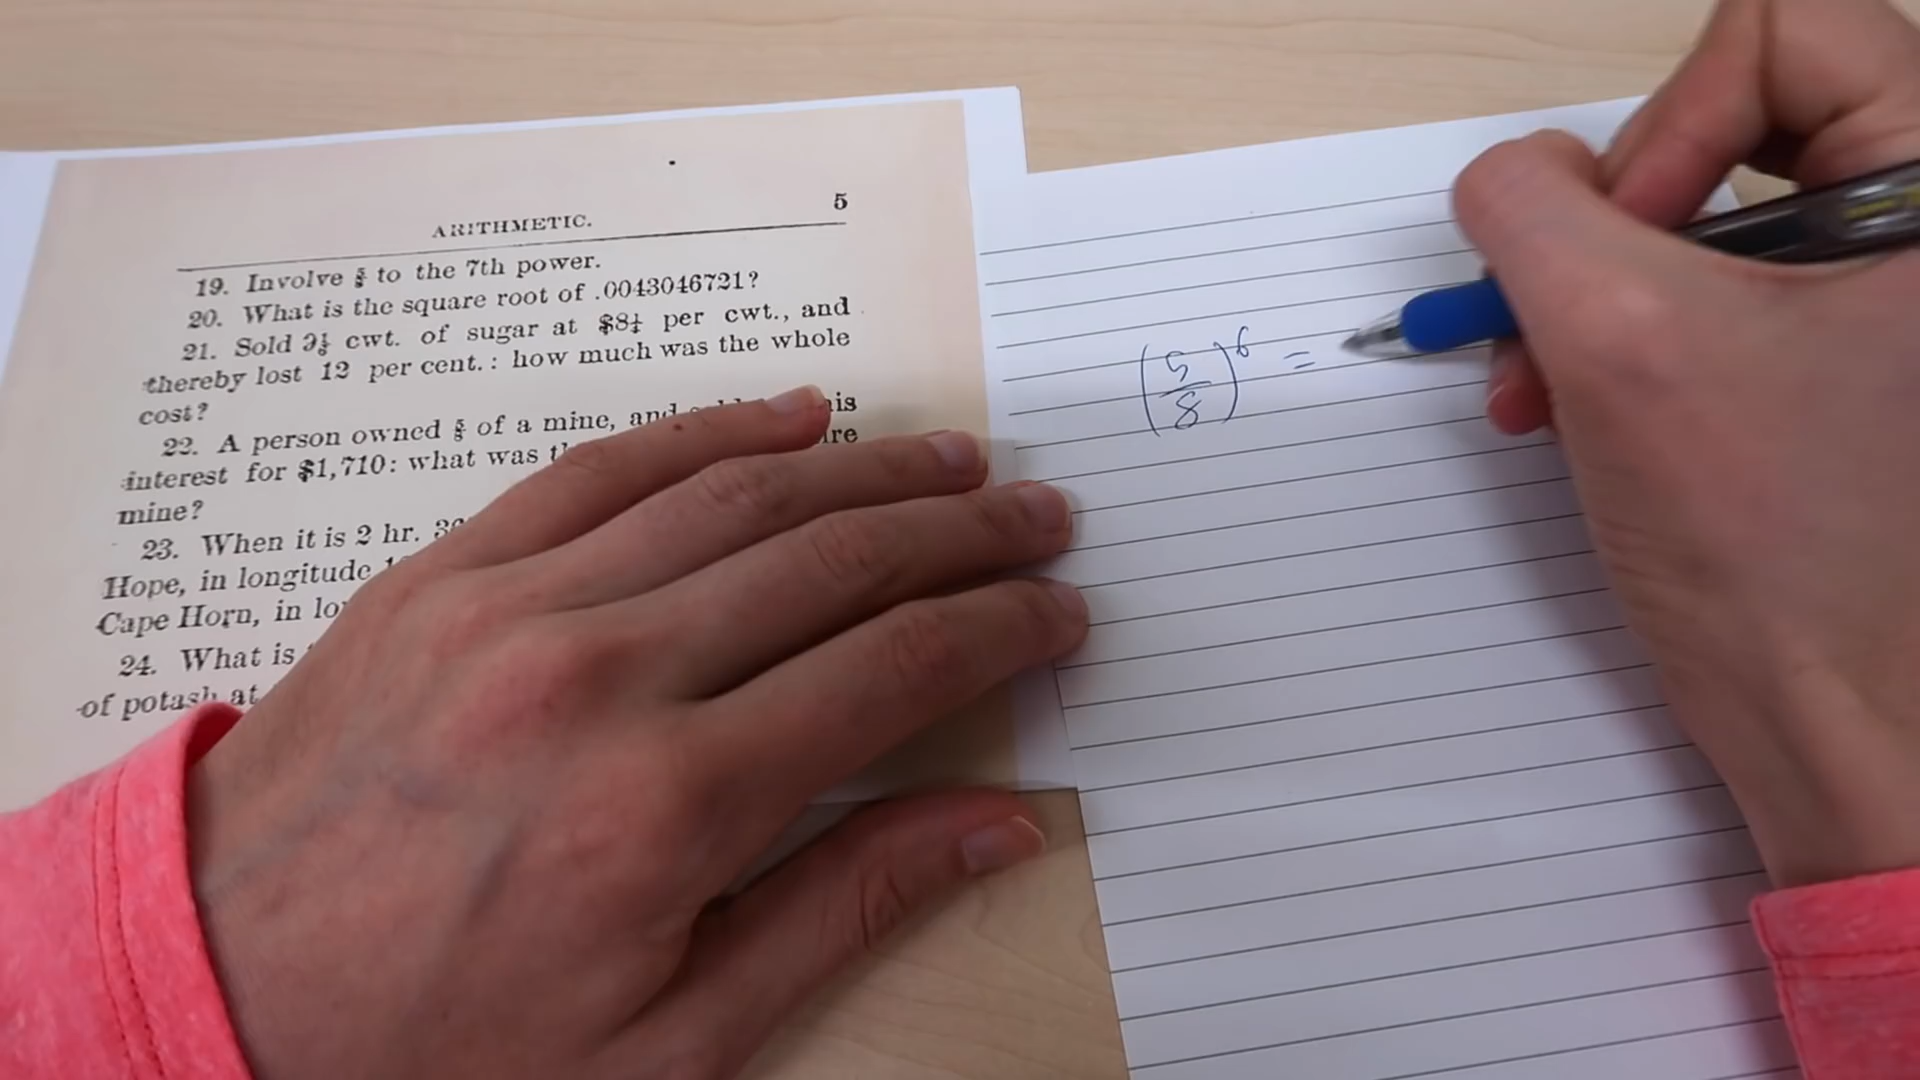 ARITHMETIC.
5
19. Involve ⅝ to the 7th power.
20. What is the square root of .0043046721?
21. Sold cwt. of sugar at $8¼ per cwt., and
thereby lost 12 per cent.: how much was the whole
cost?
22. A person owned ⅝ of a mine, and his
interest for $1,710: what was
mine?
23. When it is 2 hr.
Hope, in longitude
Cape Horn, in
24. What is
of potash at
(5/8)^6 =